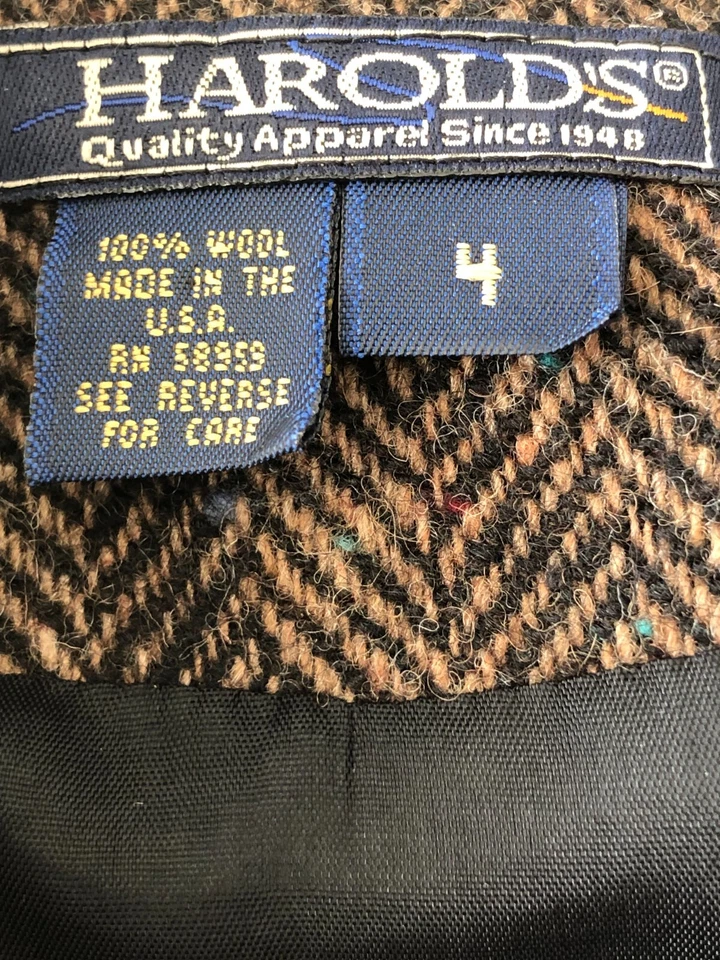 HAROLD'S®
Quality Apparel Since 1948
100% WOOL
MADE IN THE
U.S.A.
RN 58959
SEE REVERSE
FOR CARE
4